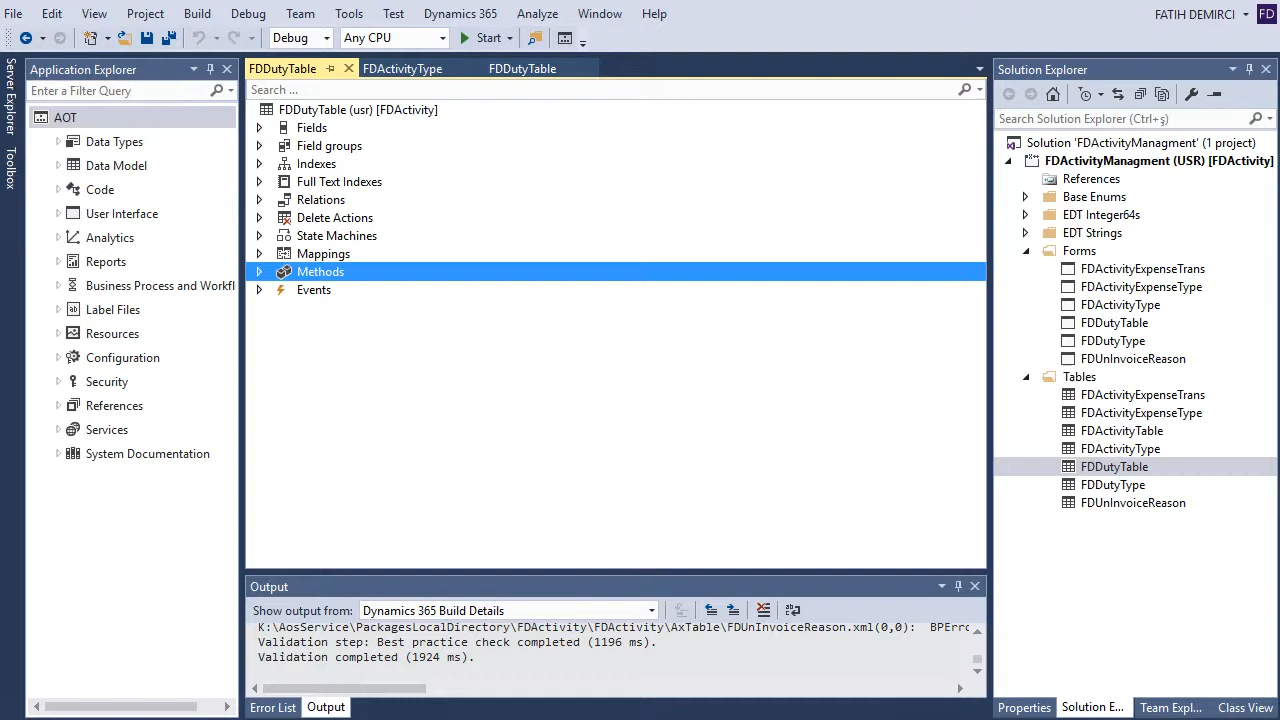 File Edit View Project Build Debug Team Tools Test Dynamics 365 Analyze Window Help FATIH DEMIRCI FD
Debug Any CPU Start
Server Explorer
Toolbox
Application Explorer
Enter a Filter Query
AOT
Data Types
Data Model
Code
User Interface
Analytics
Reports
Business Process and Workfl
Label Files
Resources
Configuration
Security
References
Services
System Documentation
FDDutyTable FDActivityType FDDutyTable
Search ...
FDDutyTable (usr) [FDActivity]
Fields
Field groups
Indexes
Full Text Indexes
Relations
Delete Actions
State Machines
Mappings
Methods
Events
Output
Show output from: Dynamics 365 Build Details
K:\AosService\PackagesLocalDirectory\FDActivity\FDActivity\AxTable\FDUnInvoiceReason.xml(0,0): BPErro
Validation step: Best practice check completed (1196 ms).
Validation completed (1924 ms).
Error List Output
Solution Explorer
Search Solution Explorer (Ctrl+ş)
Solution 'FDActivityManagment' (1 project)
FDActivityManagment (USR) [FDActivity]
References
Base Enums
EDT Integer64s
EDT Strings
Forms
FDActivityExpenseTrans
FDActivityExpenseType
FDActivityType
FDDutyTable
FDDutyType
FDUnInvoiceReason
Tables
FDActivityExpenseTrans
FDActivityExpenseType
FDActivityTable
FDActivityType
FDDutyTable
FDDutyType
FDUnInvoiceReason
Properties Solution E... Team Expl... Class View